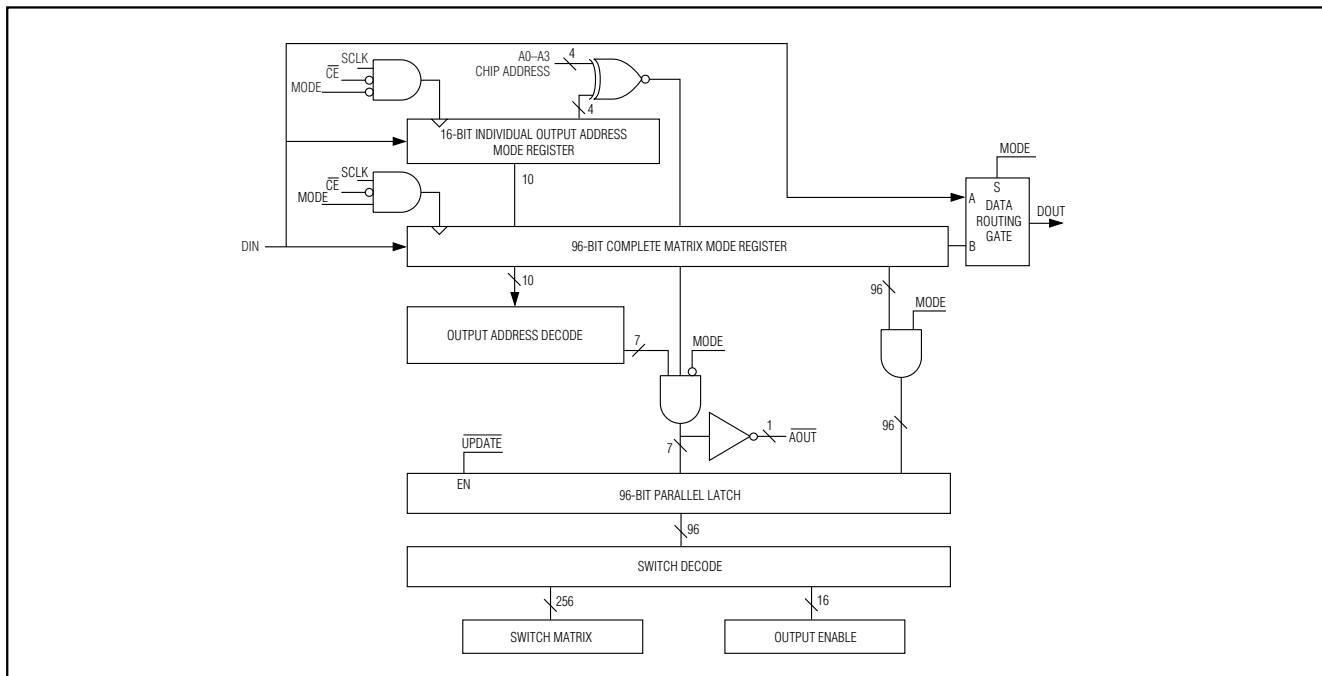 SCLK
CE
MODE
A0–A3
CHIP ADDRESS
4
4
16-BIT INDIVIDUAL OUTPUT ADDRESS
MODE REGISTER
SCLK
CE
MODE
10
MODE
S
A
DATA
ROUTING
GATE
B
DOUT
DIN
96-BIT COMPLETE MATRIX MODE REGISTER
10
96
MODE
OUTPUT ADDRESS DECODE
7
MODE
1
AOUT
7
96
UPDATE
EN
96-BIT PARALLEL LATCH
96
SWITCH DECODE
256
16
SWITCH MATRIX
OUTPUT ENABLE